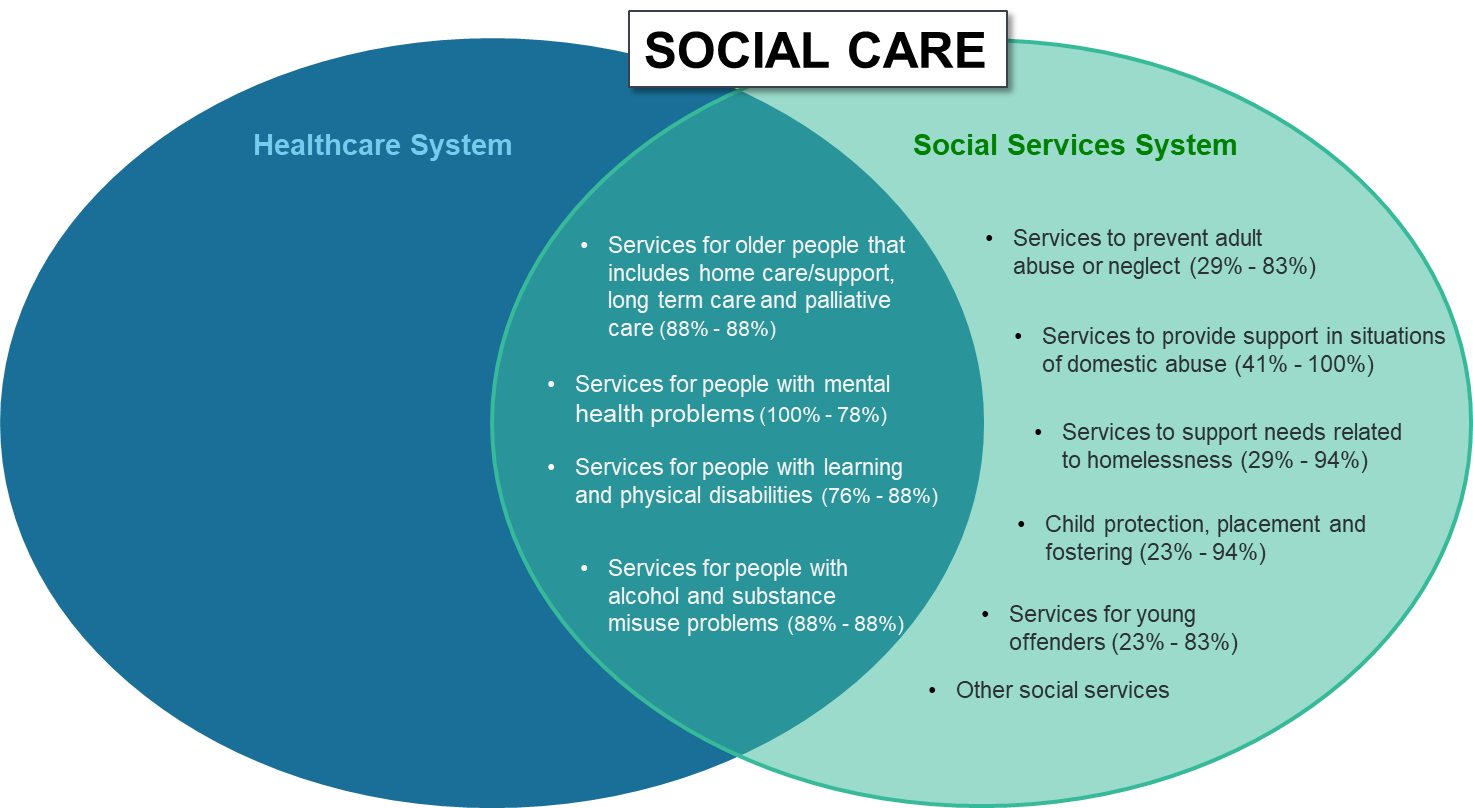 SOCIAL CARE
Healthcare System
Social Services System
• Services for older people that
includes home care/support,
long term care and palliative
care (88% - 88%)
• Services for people with mental
health problems (100% - 78%)
• Services for people with learning
and physical disabilities (76% - 88%)
• Services for people with
alcohol and substance
misuse problems (88% - 88%)
• Services to prevent adult
abuse or neglect (29% - 83%)
• Services to provide support in situations
of domestic abuse (41% - 100%)
• Services to support needs related
to homelessness (29% - 94%)
• Child protection, placement and
fostering (23% - 94%)
• Services for young
offenders (23% - 83%)
• Other social services